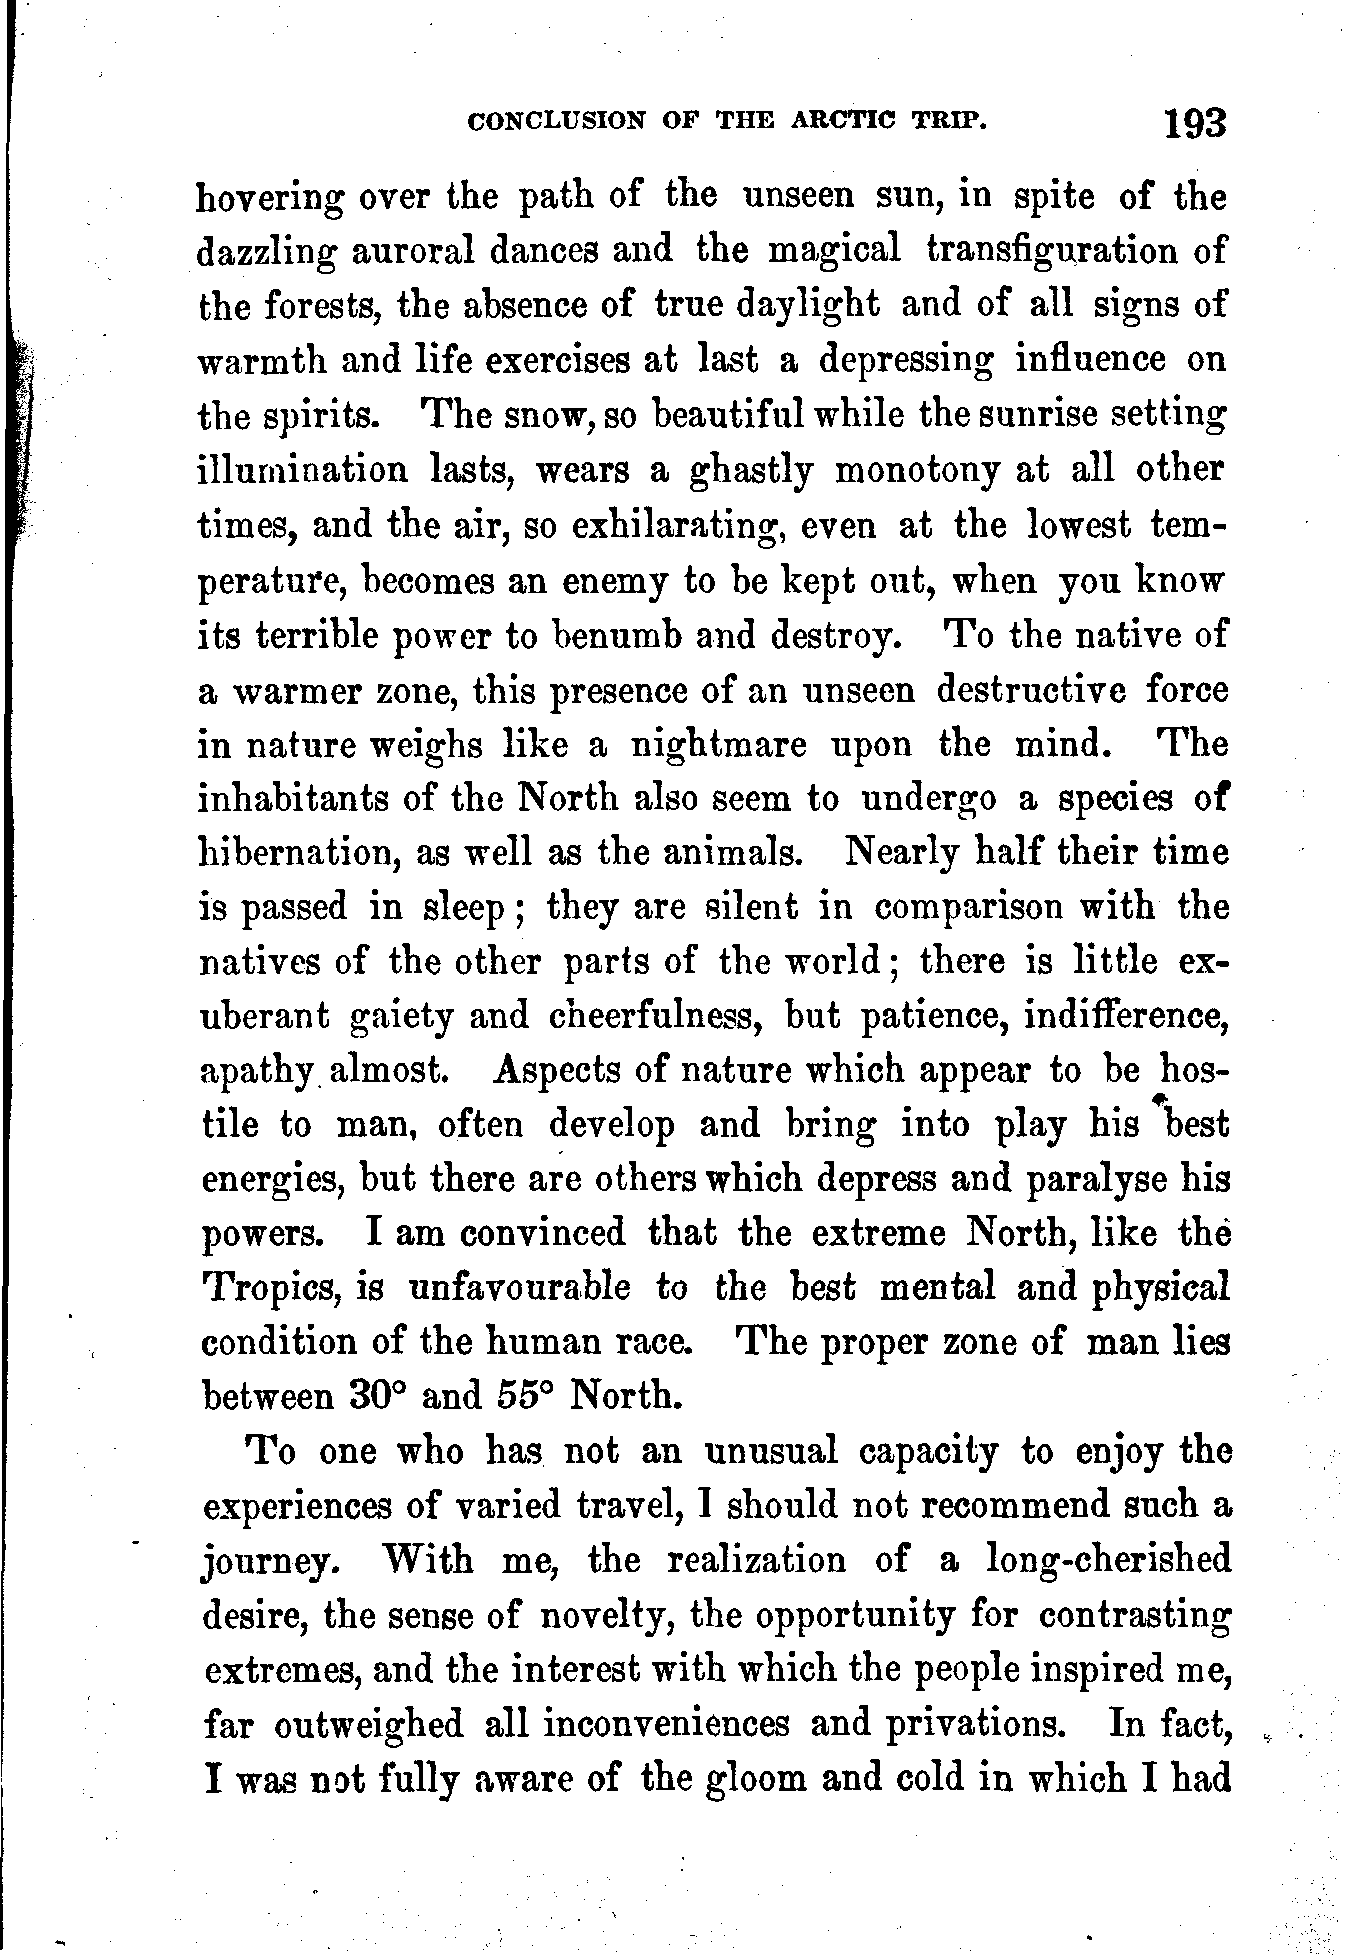 CONCLUSION OF THE ARCTIC TRIP. 193
hovering over the path of the unseen sun, in spite of the
dazzling auroral dances and the magical transfiguration of
the forests, the absence of true daylight and of all signs of
warmth and life exercises at last a depressing influence on
the spirits. The snow, so beautiful while the sunrise setting
illumination lasts, wears a ghastly monotony at all other
times, and the air, so exhilarating, even at the lowest tem-
perature, becomes an enemy to be kept out, when you know
its terrible power to benumb and destroy. To the native of
a warmer zone, this presence of an unseen destructive force
in nature weighs like a nightmare upon the mind. The
inhabitants of the North also seem to undergo a species of
hibernation, as well as the animals. Nearly half their time
is passed in sleep; they are silent in comparison with the
natives of the other parts of the world; there is little ex-
uberant gaiety and cheerfulness, but patience, indifference,
apathy almost. Aspects of nature which appear to be hos-
tile to man, often develop and bring into play his best
energies, but there are others which depress and paralyse his
powers. I am convinced that the extreme North, like the
Tropics, is unfavourable to the best mental and physical
condition of the human race. The proper zone of man lies
between 30° and 55° North.
To one who has not an unusual capacity to enjoy the
experiences of varied travel, I should not recommend such a
journey. With me, the realization of a long-cherished
desire, the sense of novelty, the opportunity for contrasting
extremes, and the interest with which the people inspired me,
far outweighed all inconveniences and privations. In fact,
I was not fully aware of the gloom and cold in which I had